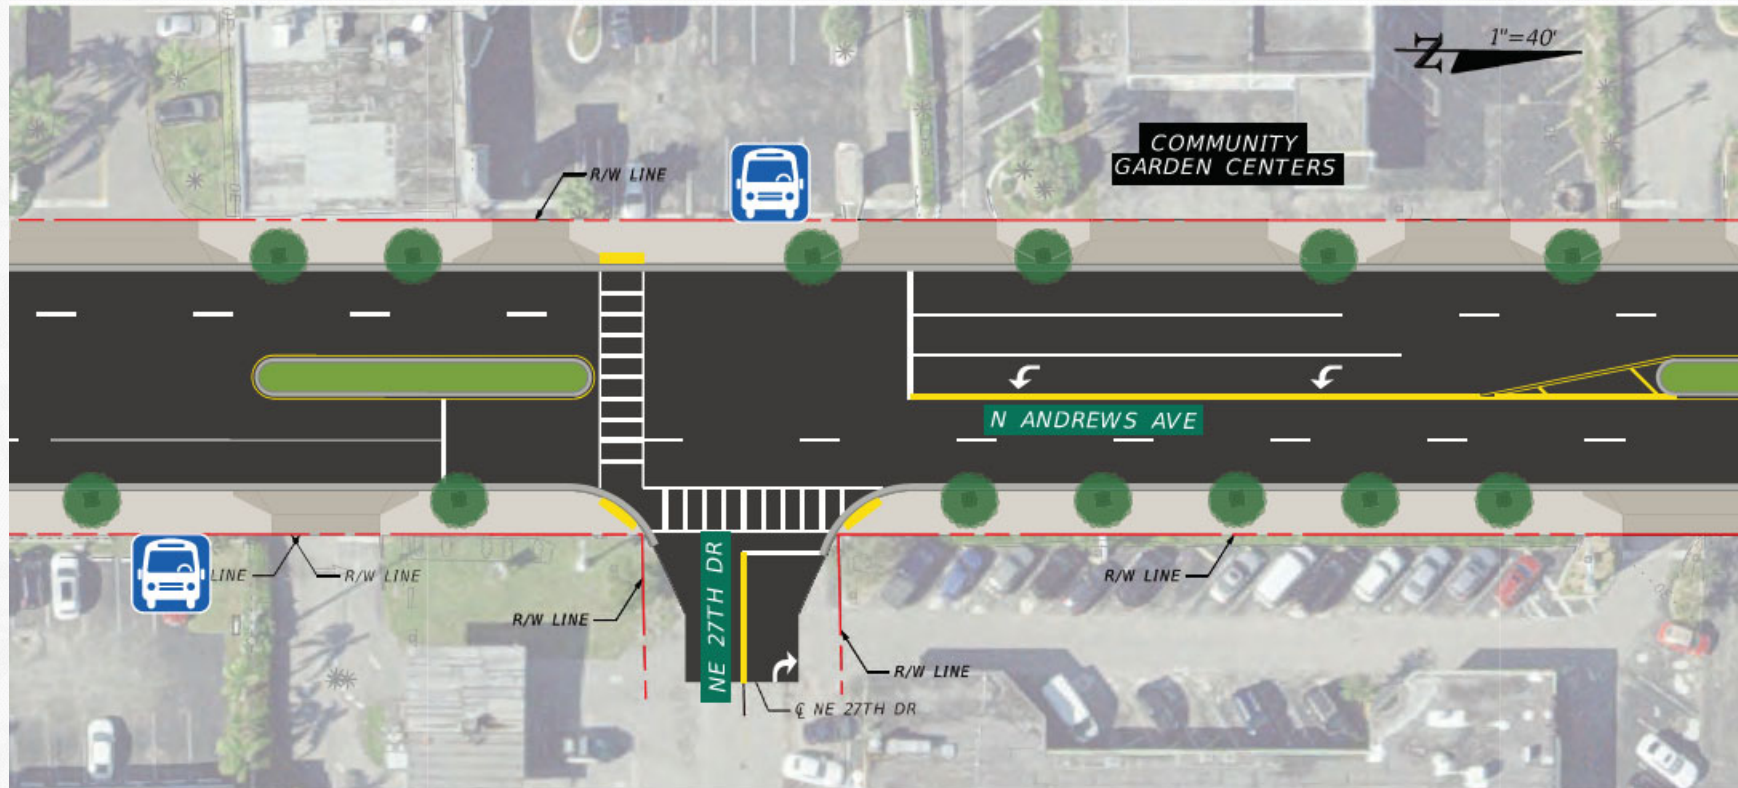 N
1"=40'
COMMUNITY
GARDEN CENTERS
R/W LINE
N ANDREWS AVE
LINE
R/W LINE
R/W LINE
R/W LINE
R/W LINE
NE 27TH DR
℄ NE 27TH DR